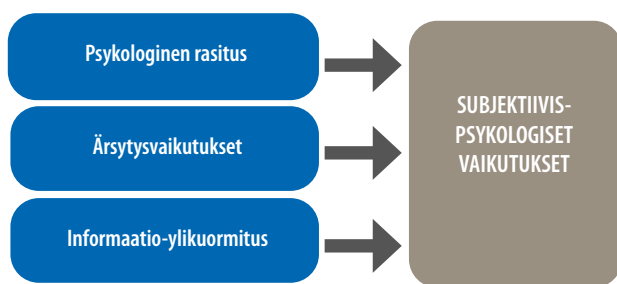 Psykologinen rasitus
Ärsytysvaikutukset
Informaatio-ylikuormitus
SUBJEKTIIVIS-
PSYKOLOGISET
VAIKUTUKSET